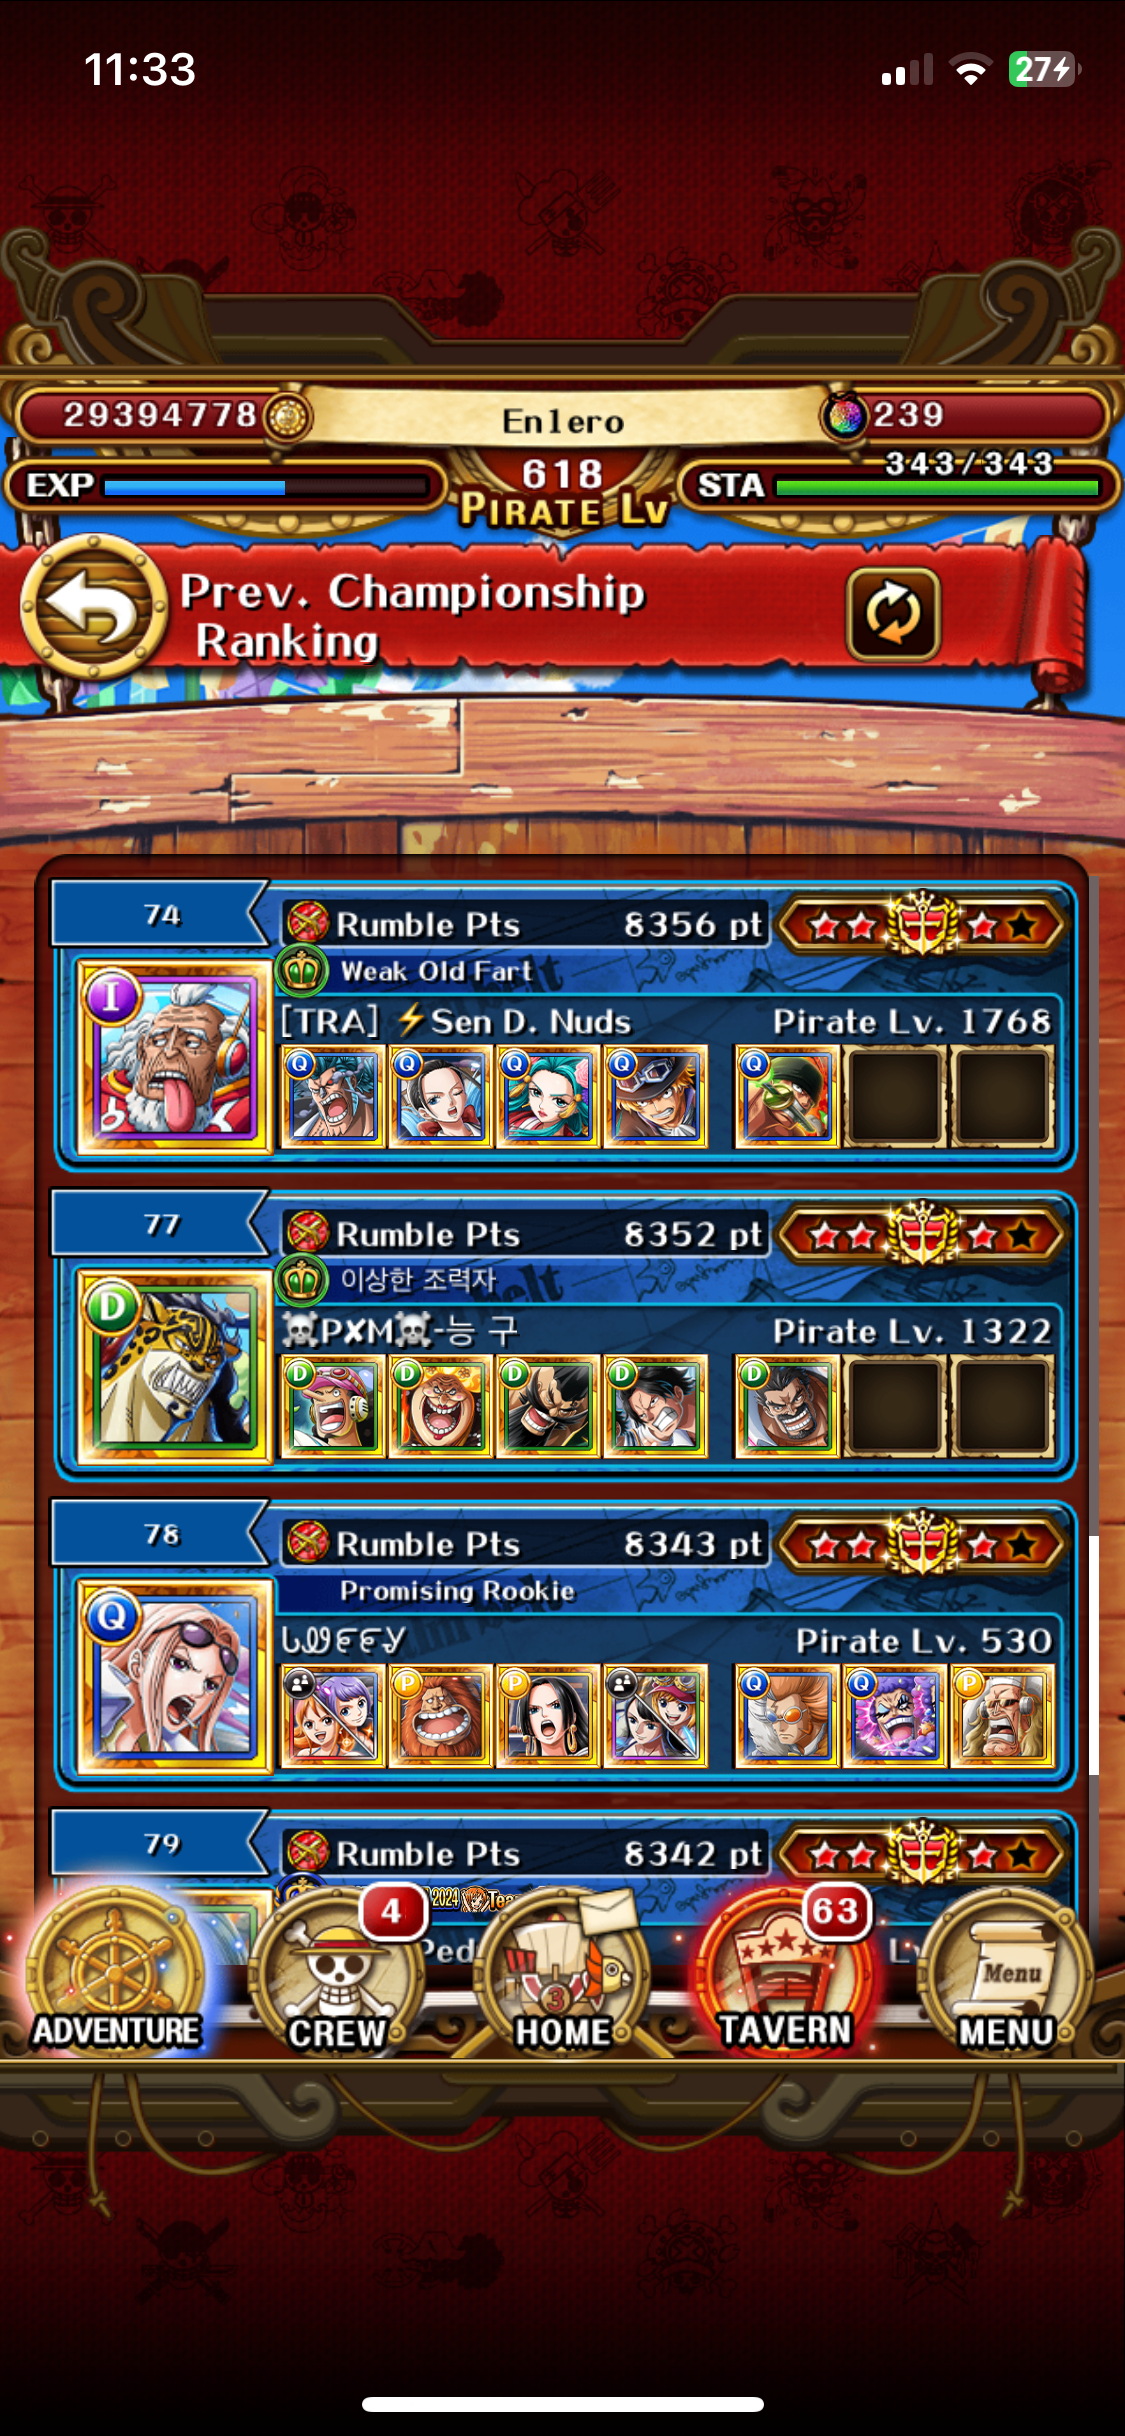 11:33
27
29394778
En1ero
239
EXP
618
PIRATE Lv
STA
343/343
Prev. Championship
Ranking
74
Rumble Pts
8356 pt
Weak Old Fart
I
[TRA] ⚡Sen D. Nuds
Pirate Lv. 1768
Q
Q
Q
Q
Q
77
Rumble Pts
8352 pt
이상한 조력자
D
☠P✘M☠-능 구
Pirate Lv. 1322
D
D
D
D
D
78
Rumble Pts
8343 pt
Promising Rookie
Q
Pirate Lv. 530
P
P
Q
Q
P
79
Rumble Pts
8342 pt
2024
4
63
3
Menu
ADVENTURE
CREW
HOME
TAVERN
MENU